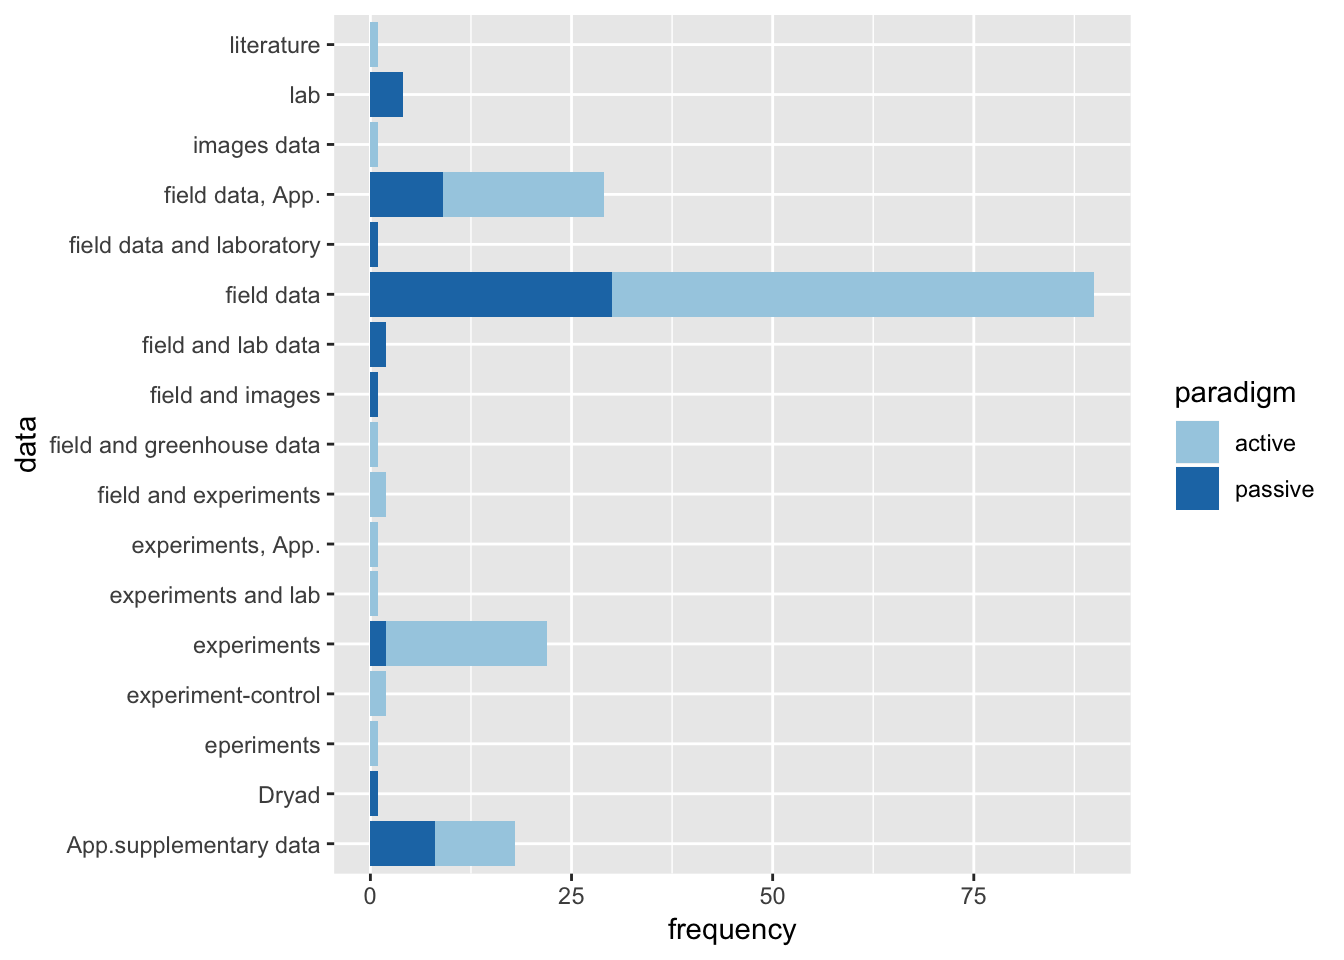 literature
lab
images data
field data, App.
field data and laboratory
field data
field and lab data
field and images
field and greenhouse data
field and experiments
experiments, App.
experiments and lab
experiments
experiment-control
eperiments
Dryad
App.supplementary data
data
0 25 50 75
frequency
paradigm
active
passive